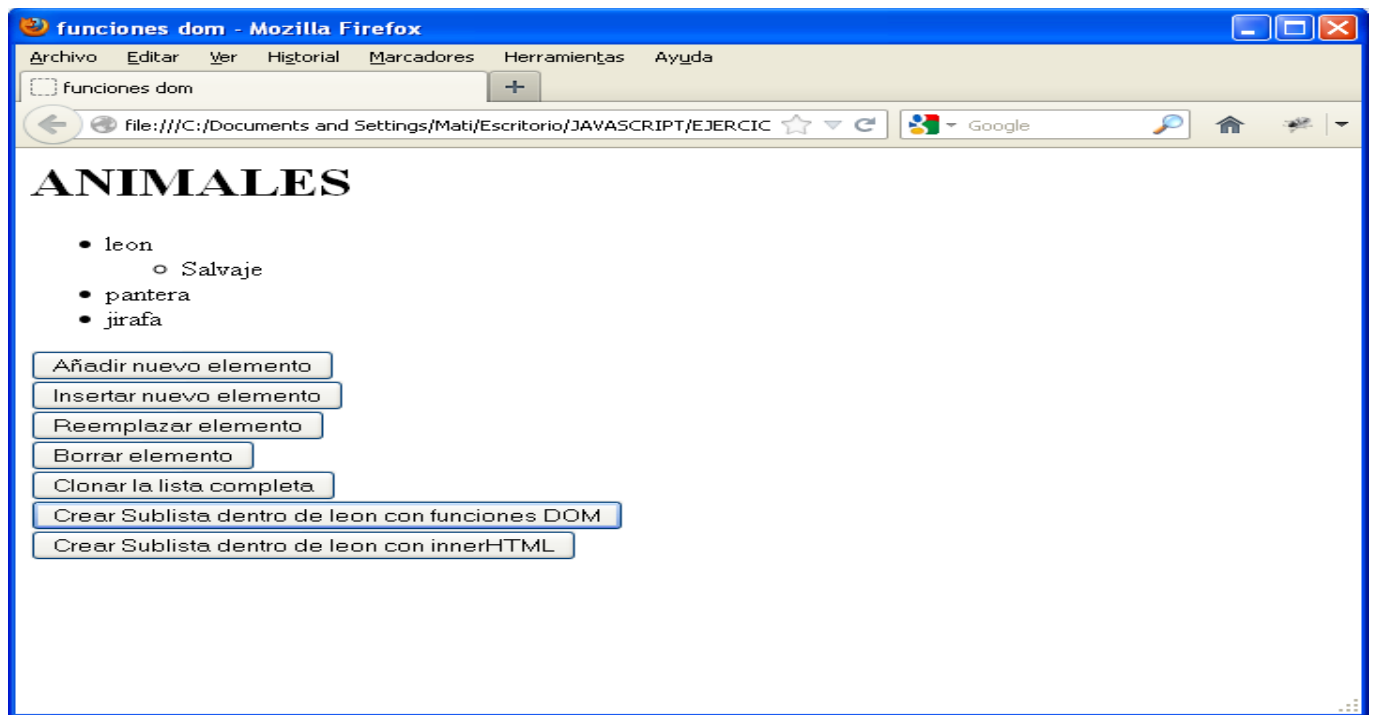 funciones dom - Mozilla Firefox
Archivo Editar Ver Historial Marcadores Herramientas Ayuda
funciones dom
file:///C:/Documents and Settings/Mati/Escritorio/JAVASCRIPT/EJERCIC
Google
ANIMALES
leon
Salvaje
pantera
jirafa
Añadir nuevo elemento
Insertar nuevo elemento
Reemplazar elemento
Borrar elemento
Clonar la lista completa
Crear Sublista dentro de leon con funciones DOM
Crear Sublista dentro de leon con innerHTML